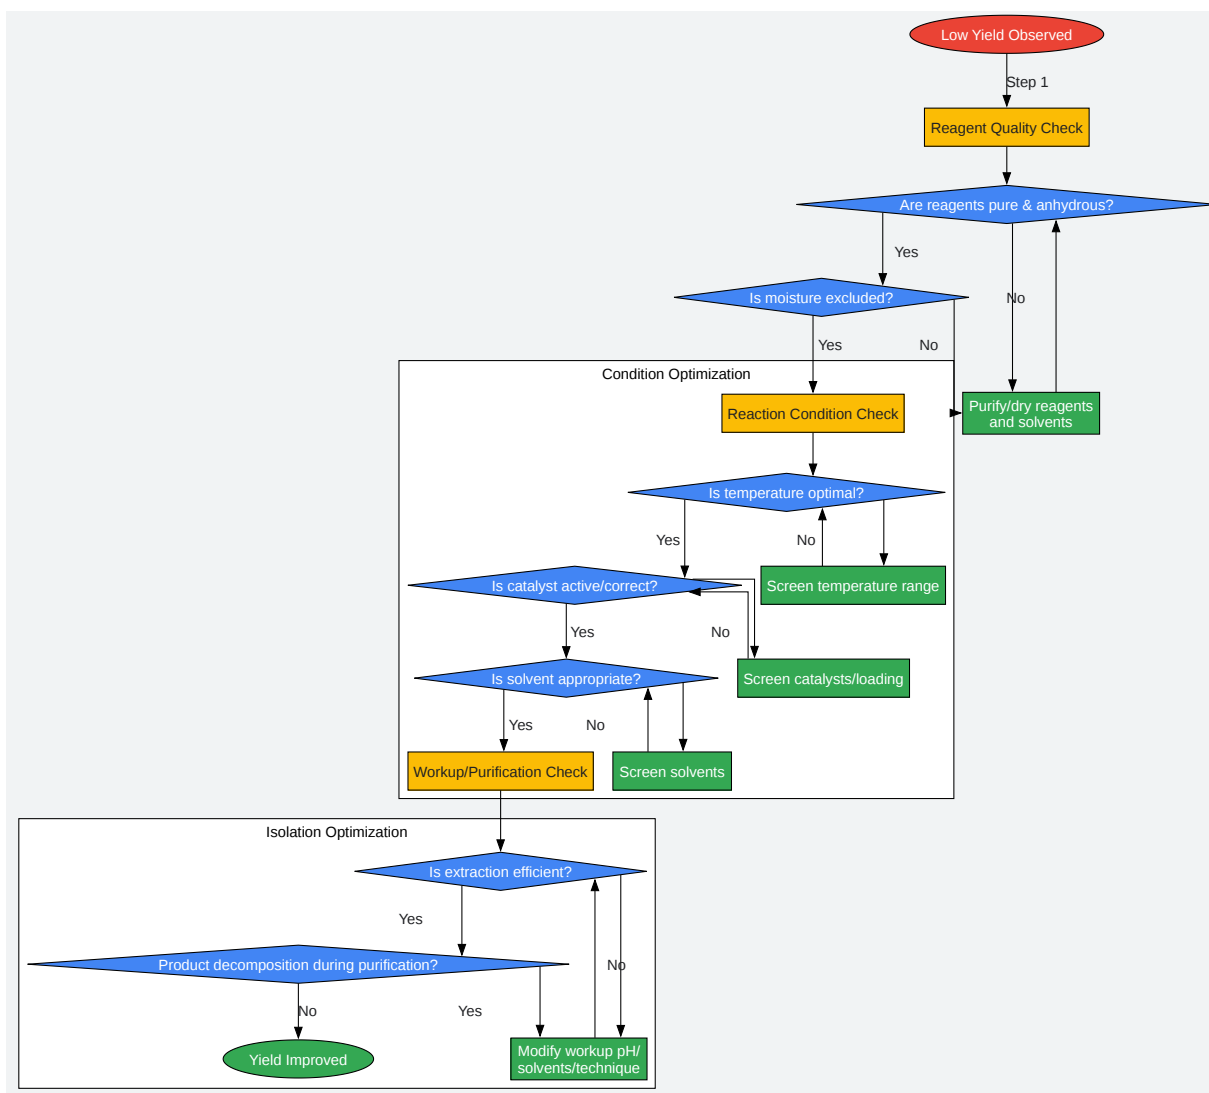 Low Yield Observed
Step 1
Reagent Quality Check
Are reagents pure & anhydrous?
Yes
Is moisture excluded?
No
Yes
No
Condition Optimization
Reaction Condition Check
Purify/dry reagents
and solvents
Is temperature optimal?
Yes
No
Is catalyst active/correct?
Screen temperature range
Yes
No
Is solvent appropriate?
Screen catalysts/loading
Yes
No
Workup/Purification Check
Screen solvents
Isolation Optimization
Is extraction efficient?
Yes
Product decomposition during purification?
No
No
Yes
Yield Improved
Modify workup pH/
solvents/technique